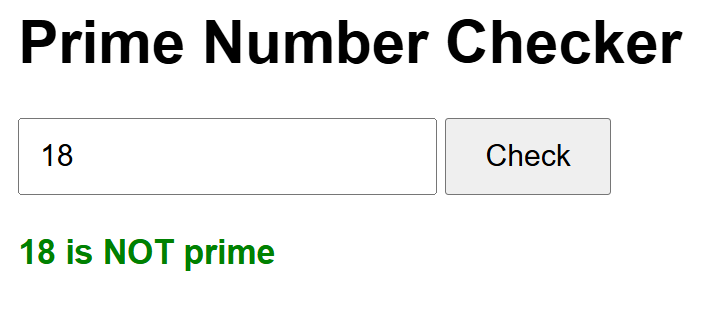 Prime Number Checker
18 Check
18 is NOT prime